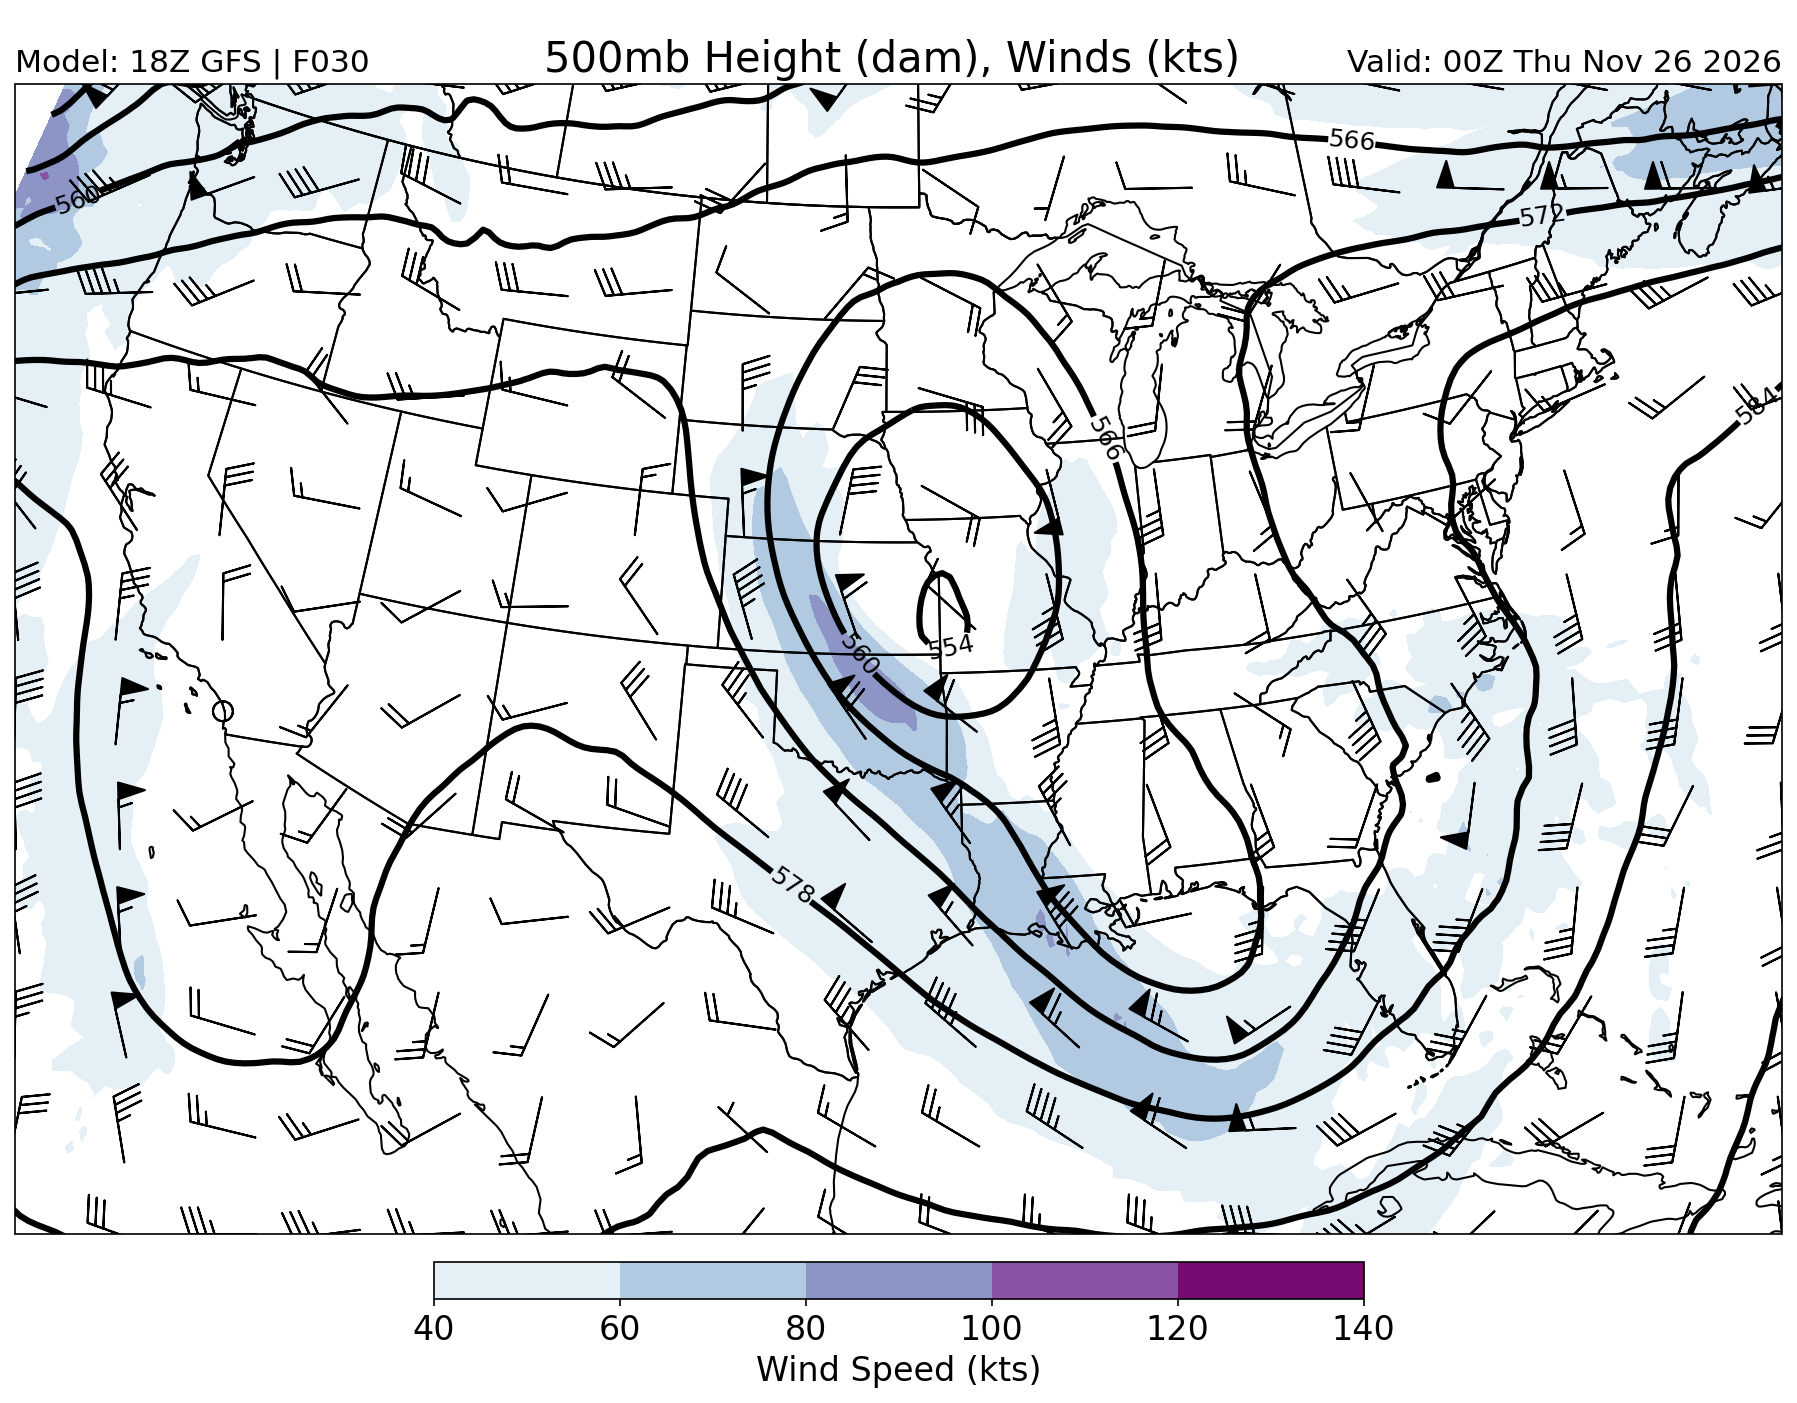 Model: 18Z GFS | F030
500mb Height (dam), Winds (kts)
Valid: 00Z Thu Nov 26 2026
566
560
572
584
566
554
560
578
40 60 80 100 120 140
Wind Speed (kts)